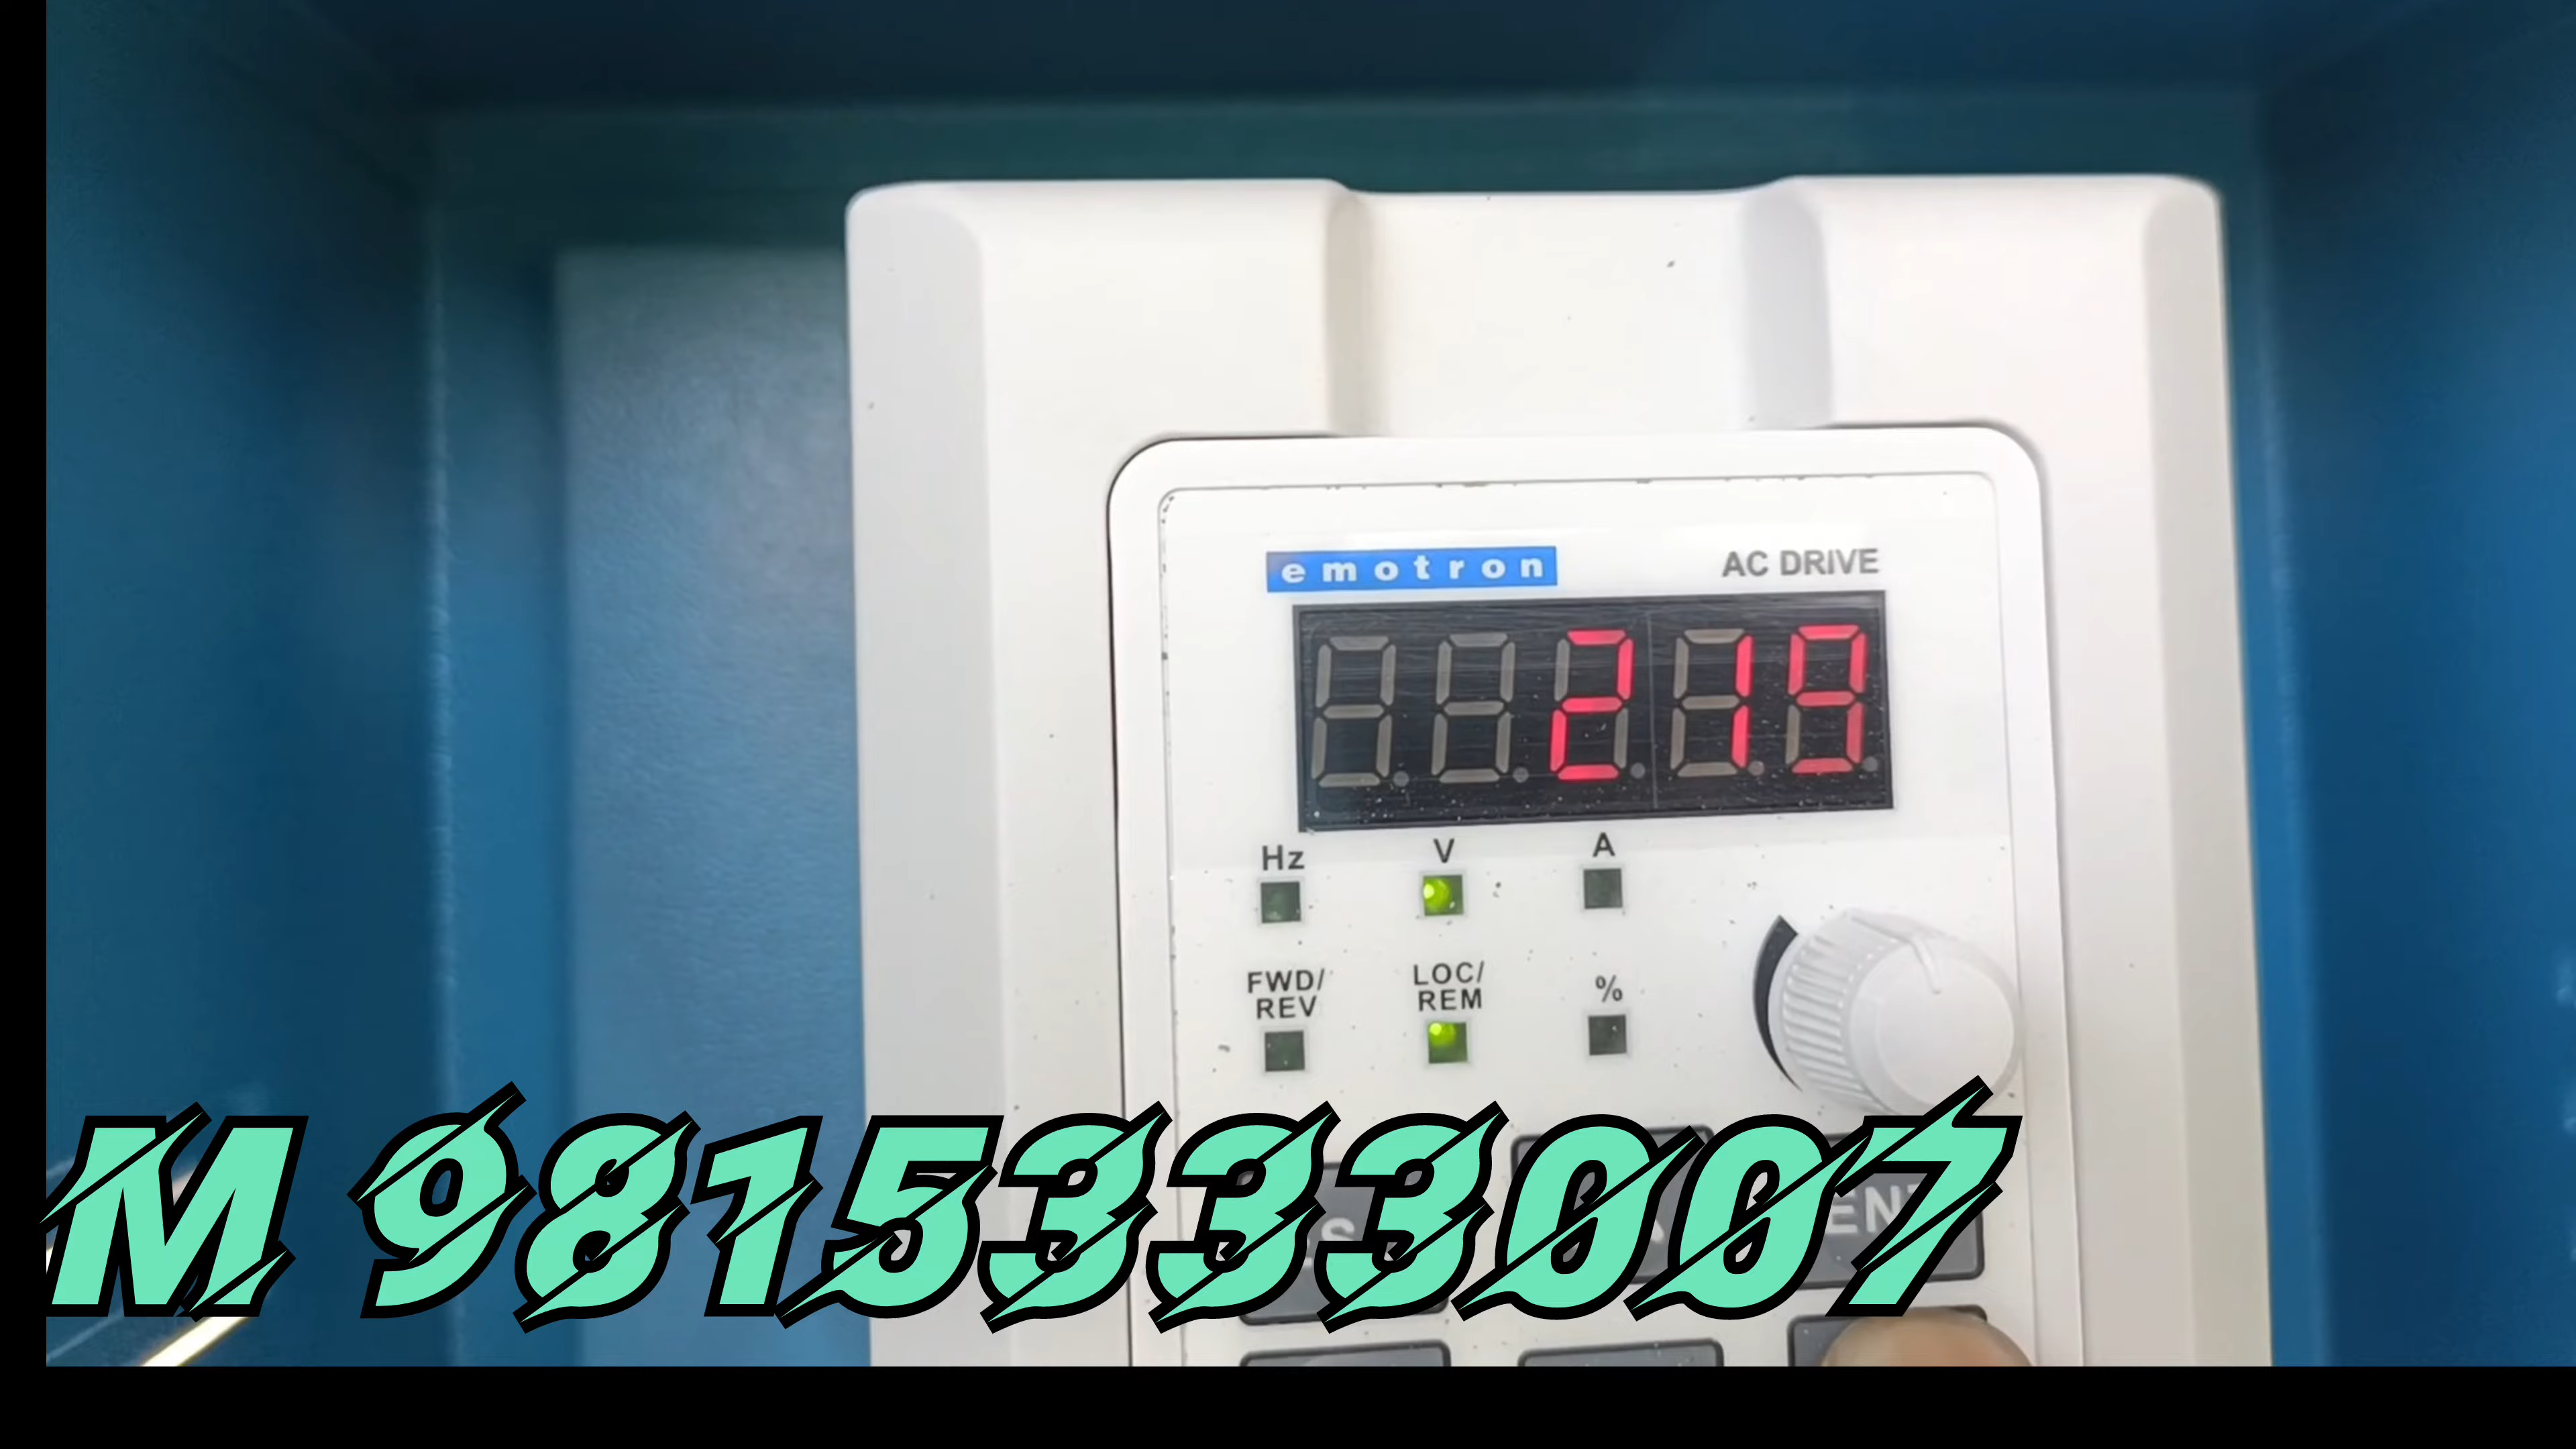 emotron AC DRIVE
219
Hz V A
FWD/ LOC/ %
REV REM
M 9815333007